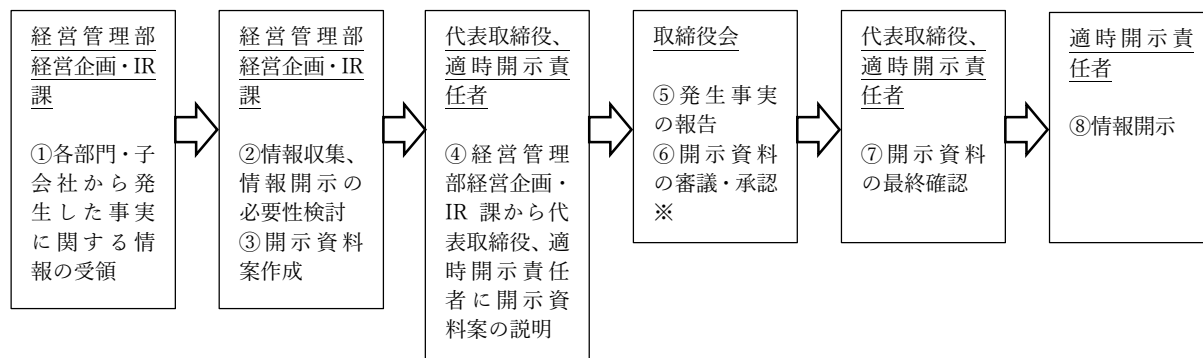 経営管理部
経営企画・IR
課
①各部門・子
会社から発
生した事実
に関する情
報の受領
経営管理部
経営企画・IR
課
②情報収集、
情報開示の
必要性検討
③開示資料
案作成
代表取締役、
適時開示責
任者
④経営管理
部経営企画・
IR 課から代
表取締役、適
時開示責任
者に開示資
料案の説明
取締役会
⑤発生事実
の報告
⑥開示資料
の審議・承認
※
代表取締役、
適時開示責
任者
⑦開示資料
の最終確認
適時開示責
任者
⑧情報開示